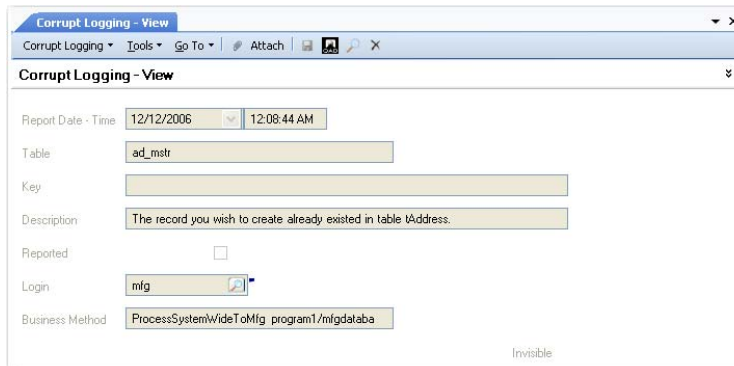 Corrupt Logging - View
Corrupt Logging Tools Go To Attach
Corrupt Logging - View
Report Date - Time 12/12/2006 12:08:44 AM
Table ad_mstr
Key
Description The record you wish to create already existed in table tAddress.
Reported
Login mfg
Business Method ProcessSystemWideToMfg program1/mfgdataba
Invisible